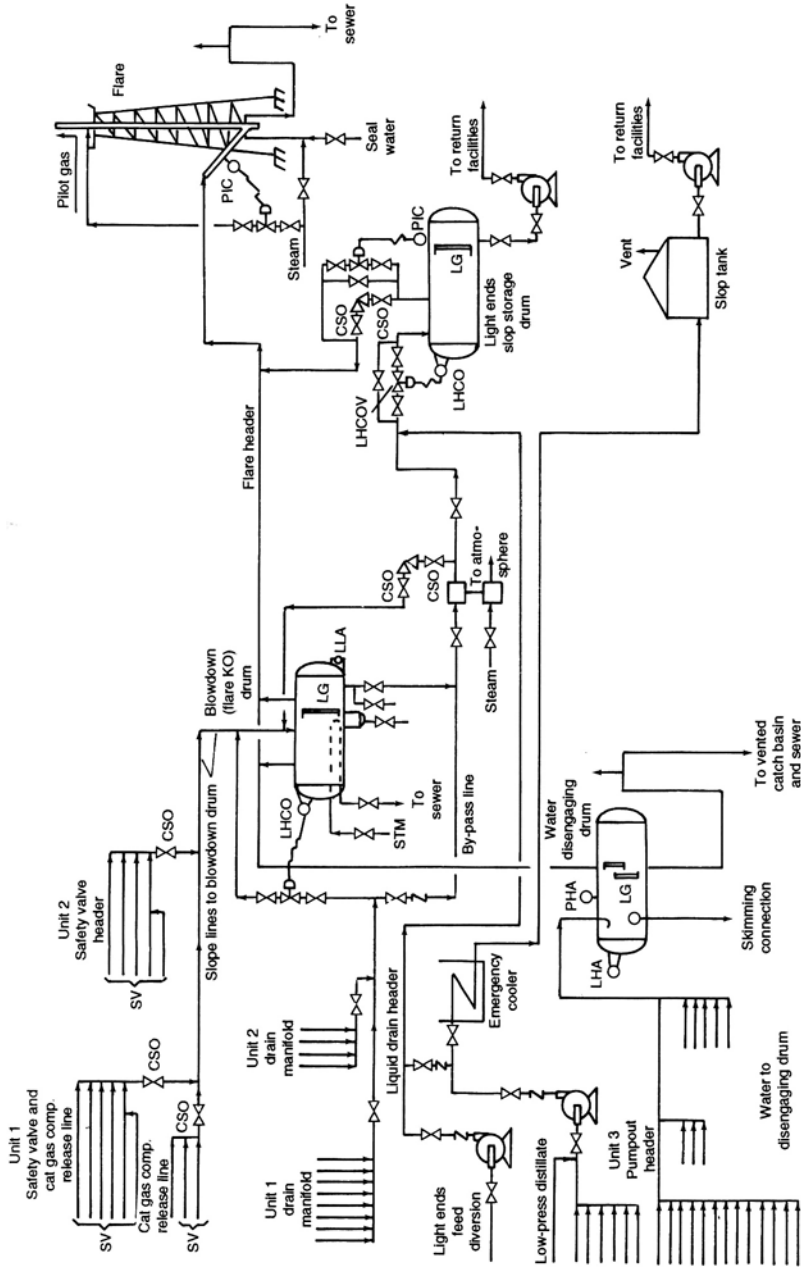 Unit 1
Safety valve and
cat gas comp.
release line
SV
CSO
Cat gas comp.
release line
CSO
SV
Unit 2
Safety valve
header
SV
CSO
Slope lines to blowdown drum
Blowdown
(flare KO)
drum
LHCO
LG
LLA
STM
To
sewer
By-pass line
Flare header
Pilot gas
Flare
To
sewer
PIC
Steam
Seal
water
CSO
CSO
PIC
LG
Light ends
slop storage
drum
LHCOV
LHCO
To return
facilities
CSO
CSO
To atmo-
sphere
Steam
Vent
Slop tank
To return
facilities
Unit 1
drain
manifold
Unit 2
drain
manifold
Liquid drain header
Light ends
feed
diversion
Emergency
cooler
Low-press distillate
Unit 3
Pumpout
header
Water to
disengaging drum
Water
disengaging
drum
PHA
LG
LHA
Skimming
connection
To vented
catch basin
and sewer